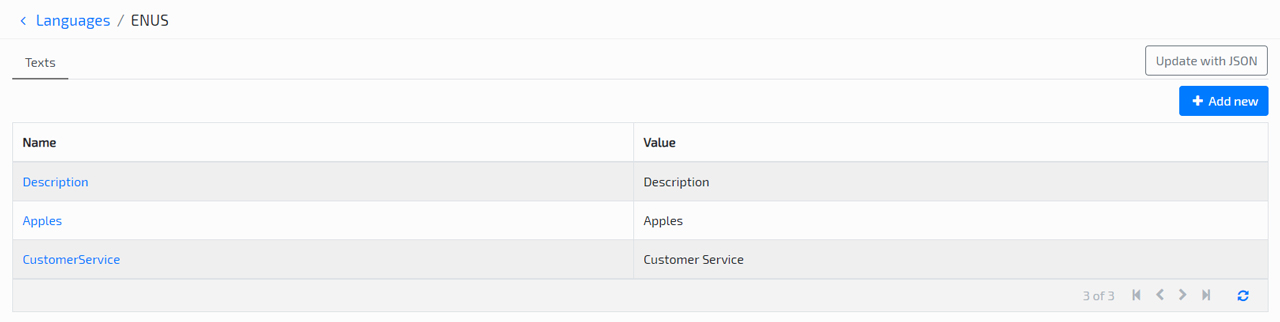 Languages / ENUS
Texts
Update with JSON
Add new
Name Value
Description Description
Apples Apples
CustomerService Customer Service
3 of 3